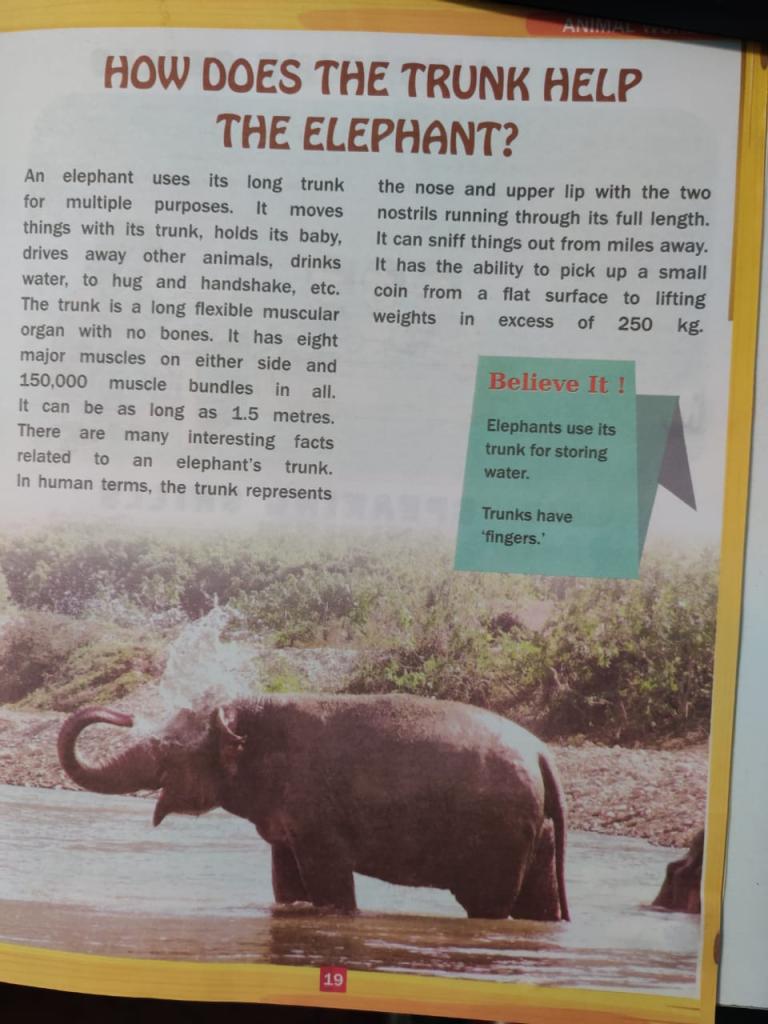 ANIMAL
HOW DOES THE TRUNK HELP
THE ELEPHANT?
An elephant uses its long trunk
for multiple purposes. It moves
things with its trunk, holds its baby,
drives away other animals, drinks
water, to hug and handshake, etc.
The trunk is a long flexible muscular
organ with no bones. It has eight
major muscles on either side and
150,000 muscle bundles in all.
It can be as long as 1.5 metres.
There are many interesting facts
related to an elephant's trunk.
In human terms, the trunk represents
the nose and upper lip with the two
nostrils running through its full length.
It can sniff things out from miles away.
It has the ability to pick up a small
coin from a flat surface to lifting
weights in excess of 250 kg.
Believe It !
Elephants use its
trunk for storing
water.
Trunks have
'fingers.'
19